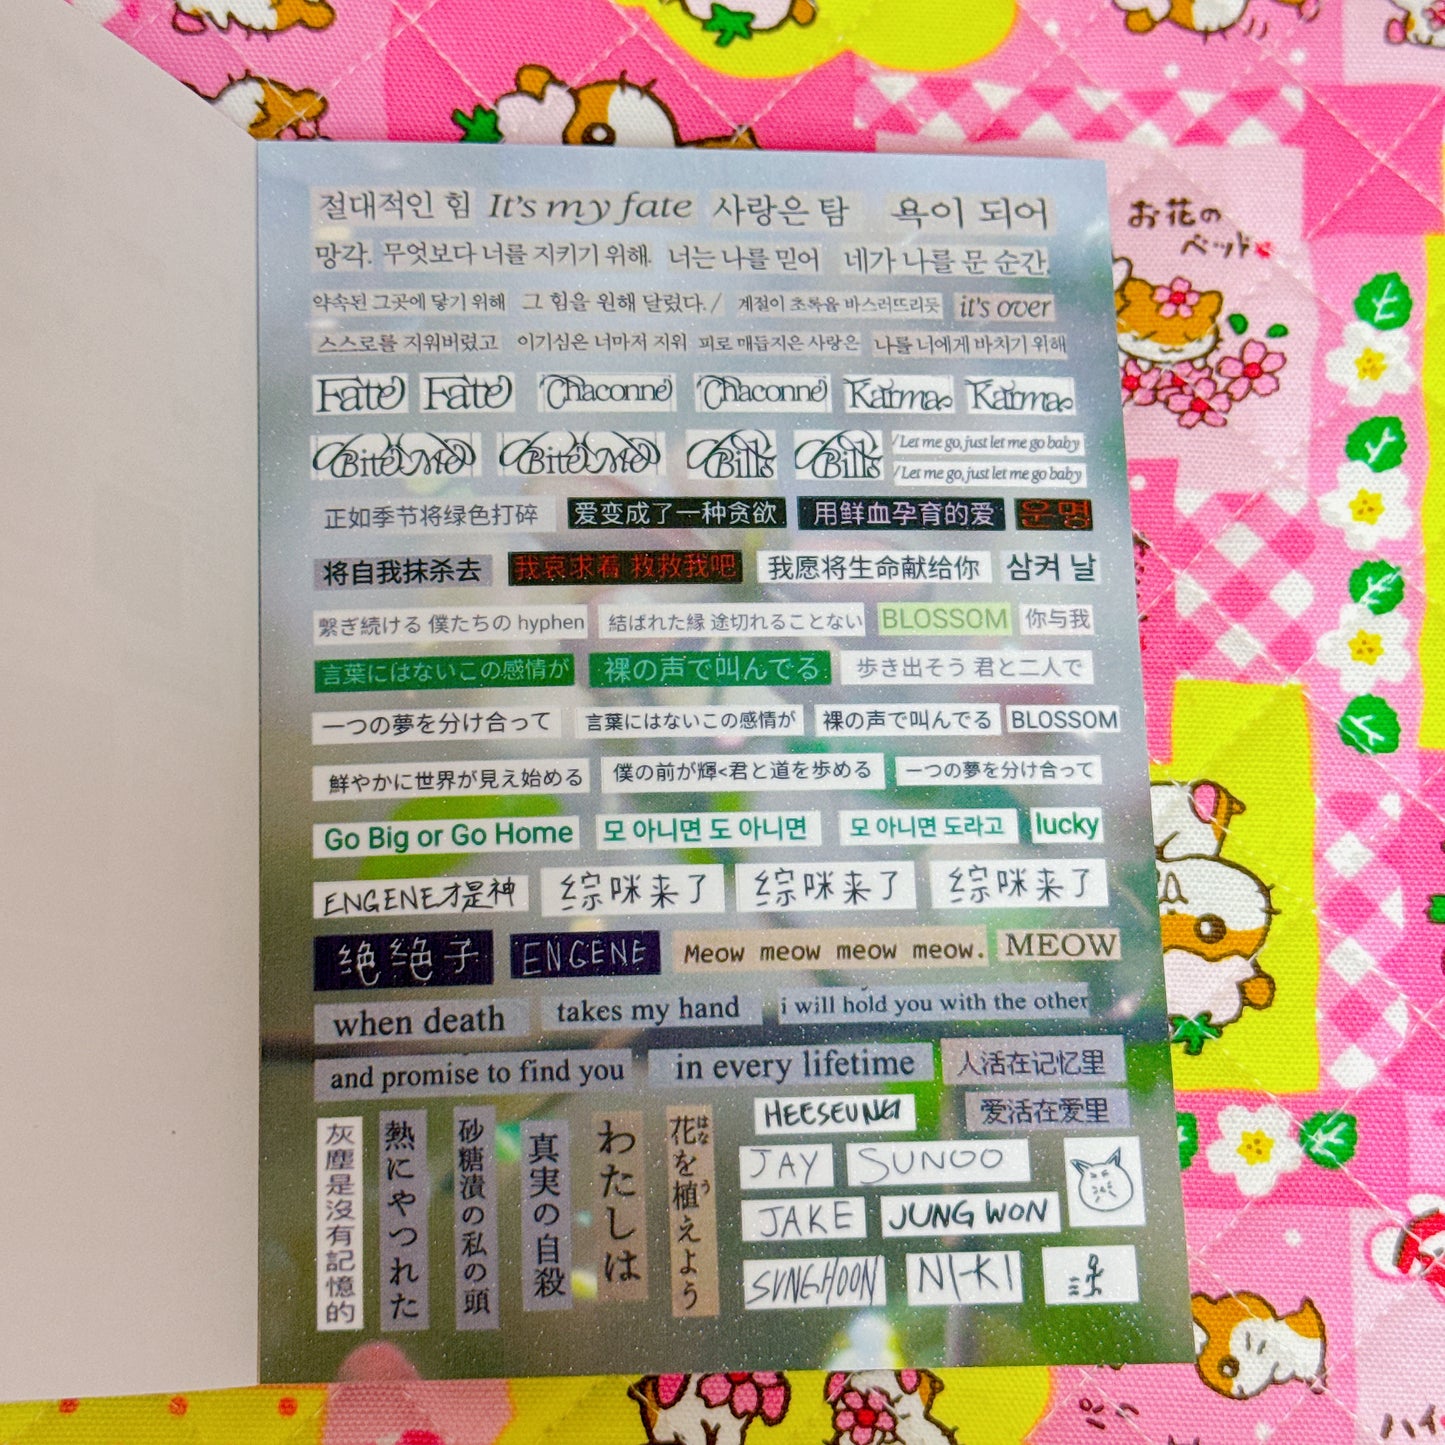 절대적인 힘 It's my fate 사랑은 탐 욕이 되어
망각. 무엇보다 너를 지키기 위해. 너는 나를 믿어 네가 나를 문 순간.
약속된 그곳에 닿기 위해 그 힘을 원해 달렸다. / 계절이 초록을 바스러뜨리듯 it's over
스스로를 지워버렸고 이기심은 너마저 지워 피로 매듭지은 사랑은 나를 너에게 바치기 위해
Fate Fate Chaconne Chaconne Karma Karma
Bite Me Bite Me Bills Bills /Let me go, just let me go baby
/Let me go, just let me go baby
正如季节将绿色打碎 爱变成了一种贪欲 用鲜血孕育的爱 운명
将自我抹杀去 我哀求着 救救我吧 我愿将生命献给你 삼켜 날
繋ぎ続ける 僕たちの hyphen 結ばれた縁 途切れることない BLOSSOM 你与我
言葉にはないこの感情が 裸の声で叫んでる 歩き出そう 君と二人で
一つの夢を分け合って 言葉にはないこの感情が 裸の声で叫んでる BLOSSOM
鮮やかに世界が見え始める 僕の前が輝<君と道を歩める 一つの夢を分け合って
Go Big or Go Home 모 아니면 도 아니면 모 아니면 도라고 lucky
ENGENE才是神 综咪来了 综咪来了 综咪来了
绝绝子 ENGENE Meow meow meow meow. MEOW
when death takes my hand i will hold you with the other
and promise to find you in every lifetime 人活在记忆里
爱活在爱里
灰塵是沒有記憶的
熱にやつれた
砂糖漬の私の頭
真実の自殺
わたしは
花を植えよう
はな
う
HEESEUNG
JAY SUNOO
JAKE JUNGWON
SUNGHOON NI-KI
お花の
ベッド